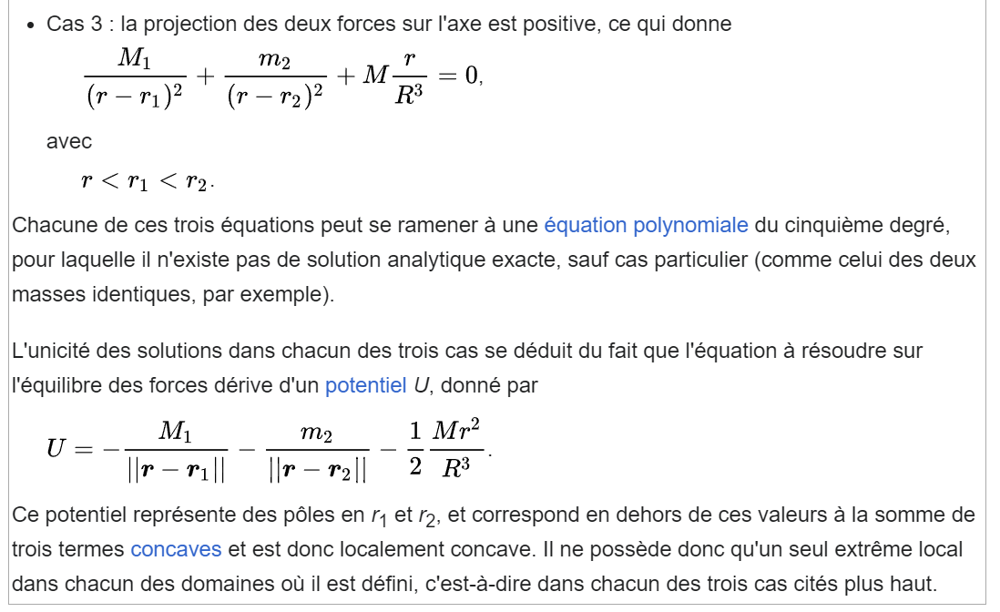 • Cas 3 : la projection des deux forces sur l'axe est positive, ce qui donne
\frac{M_1}{(r - r_1)^2} + \frac{m_2}{(r - r_2)^2} + M\frac{r}{R^3} = 0,
avec
r < r_1 < r_2.
Chacune de ces trois équations peut se ramener à une équation polynomiale du cinquième degré,
pour laquelle il n'existe pas de solution analytique exacte, sauf cas particulier (comme celui des deux
masses identiques, par exemple).
L'unicité des solutions dans chacun des trois cas se déduit du fait que l'équation à résoudre sur
l'équilibre des forces dérive d'un potentiel U, donné par
U = -\frac{M_1}{||r - r_1||} - \frac{m_2}{||r - r_2||} - \frac{1}{2}\frac{Mr^2}{R^3}.
Ce potentiel représente des pôles en r_1 et r_2, et correspond en dehors de ces valeurs à la somme de
trois termes concaves et est donc localement concave. Il ne possède donc qu'un seul extrême local
dans chacun des domaines où il est défini, c'est-à-dire dans chacun des trois cas cités plus haut.